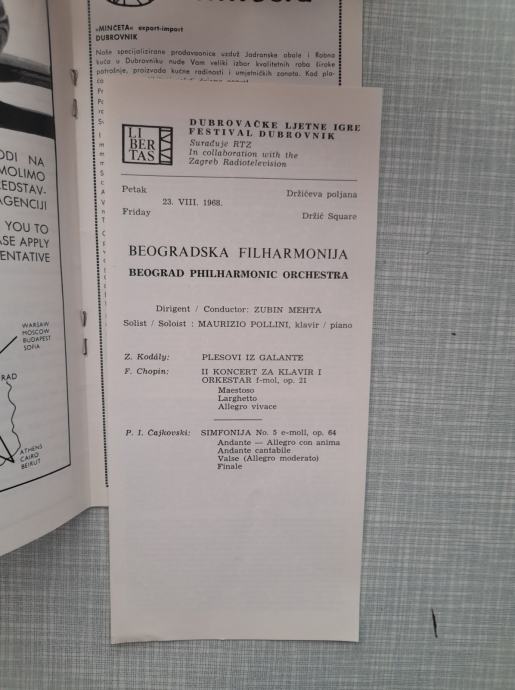 »MINČETA« export-import
DUBROVNIK
Naše specijalizirane prodavaonice uzduž Jadranske obale i Robna
kuća u Dubrovniku nude Vam veliki izbor kvalitetnih roba široke
potrošnje, proizvoda kućne radinosti i umjetničkih zanata. Kad pla-
ODI NA
MOLIMO
EDSTAV-
GENCIJI
YOU TO
SE APPLY
ENTATIVE
WARSAW
MOSCOW
BUDAPEST
SOFIA
RAD
ATHENS
CAIRO
BEIRUT
LI
BER
TAS
DUBROVAČKE LJETNE IGRE
FESTIVAL DUBROVNIK
Surađuje RTZ
In collaboration with the
Zagreb Radiotelevision
Petak
23. VIII. 1968.
Friday
Držićeva poljana
Držić Square
BEOGRADSKA FILHARMONIJA
BEOGRAD PHILHARMONIC ORCHESTRA
Dirigent / Conductor: ZUBIN MEHTA
Solist / Soloist : MAURIZIO POLLINI, klavir / piano
Z. Kodály: PLESOVI IZ GALANTE
F. Chopin: II KONCERT ZA KLAVIR I
ORKESTAR f-mol, op. 21
Maestoso
Larghetto
Allegro vivace
P. I. Čajkovski: SIMFONIJA No. 5 e-moll, op. 64
Andante — Allegro con anima
Andante cantabile
Valse (Allegro moderato)
Finale